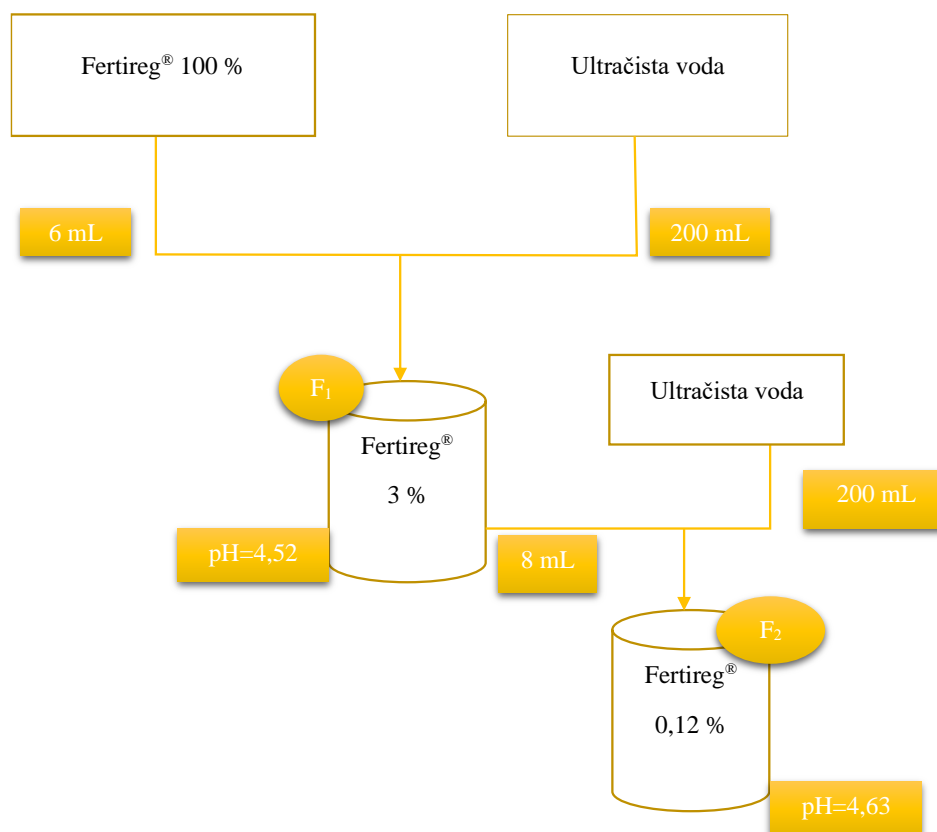 Fertireg® 100 %
Ultračista voda
6 mL
200 mL
F₁
Fertireg®
3 %
pH=4,52
Ultračista voda
200 mL
8 mL
F₂
Fertireg®
0,12 %
pH=4,63